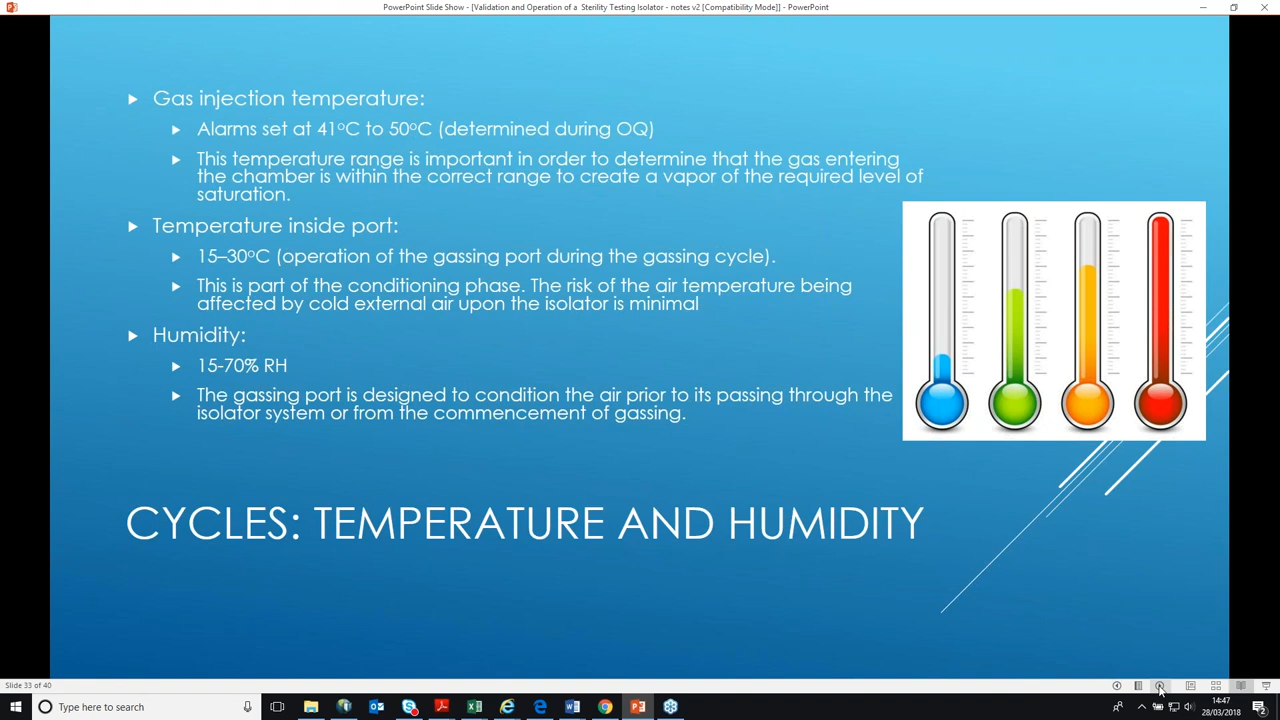 PowerPoint Slide Show - [Validation and Operation of a  Sterility Testing Isolator - notes v2 [Compatibility Mode]] - PowerPoint
Gas injection temperature:
Alarms set at 41°C to 50°C (determined during OQ)
This temperature range is important in order to determine that the gas entering
the chamber is within the correct range to create a vapor of the required level of
saturation.
Temperature inside port:
15–30°C (operation of the gassing port during the gassing cycle).
This is part of the conditioning phase. The risk of the air temperature being
affected by cold external air upon the isolator is minimal
Humidity:
15-70% RH
The gassing port is designed to condition the air prior to its passing through the
isolator system or from the commencement of gassing.
CYCLES: TEMPERATURE AND HUMIDITY
Slide 33 of 40
Type here to search
14:47
28/03/2018
2